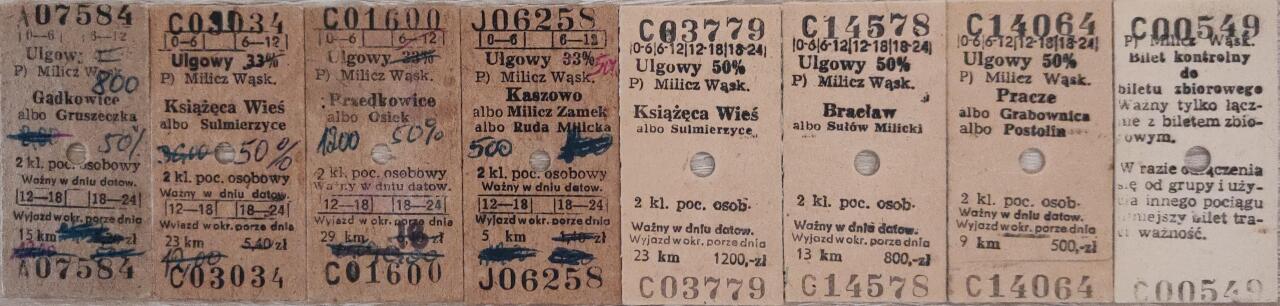 A07584
0—6 6—12
Ulgowy
P) Milicz Wąsk.
800
Gądkowice
albo Gruszeczka
50%
2 kl. poc. osobowy
Ważny w dniu datow.
12—18 18—24
Wyjazd w okr. porze dnia
15 km zł
A07584
C03034
0—6 6—12
Ulgowy 33%
P) Milicz Wąsk.
Książęca Wieś
albo Sulmierzyce
50%
2 kl. poc. osobowy
Ważny w dniu datow.
12—18 18—24
Wyjazd w okr. porze dnia
23 km 5,40 zł
C03034
C01600
0—6 6—12
Ulgowy 33%
P) Milicz Wąsk.
Przedkowice
albo Osiek
1200 50%
2 kl. poc. osobowy
Ważny w dniu datow.
12—18 18—24
Wyjazd w okr. porze dnia
29 km 18 zł
C01600
J06258
0—6 6—12
Ulgowy 33% 50%
P) Milicz Wąsk.
Kaszowo
albo Milicz Zamek
albo Ruda Milicka
500
2 kl. poc. osobowy
Ważny w dniu datow.
12—18 18—24
Wyjazd w okr. porze dnia
5 km zł
J06258
C03779
0-6 6-12 12-18 18-24
Ulgowy 50%
P) Milicz Wąsk.
Książęca Wieś
albo Sulmierzyce
2 kl. poc. osob.
Ważny w dniu datow.
Wyjazd w okr. porze dnia
23 km 1200,-zł
C03779
C14578
0-6 6-12 12-18 18-24
Ulgowy 50%
P) Milicz Wąsk.
Bracław
albo Sułów Milicki
2 kl. poc. osob.
Ważny w dniu datow.
Wyjazd w okr. porze dnia
13 km 800,-zł
C14578
C14064
0-6 6-12 12-18 18-24
Ulgowy 50%
P) Milicz Wąsk.
Pracze
albo Grabownica
albo Postolin
2 kl. poc. osob.
Ważny w dniu datow.
Wyjazd w okr. porze dnia
9 km 500,-zł
C14064
C00549
P) Milicz Wąsk.
Bilet kontrolny
do
biletu zbiorowego
Ważny tylko łącz-
nie z biletem zbio-
rowym.
W razie odłączenia
się od grupy i uży-
cia innego pociągu
niniejszy bilet tra-
ci ważność.
C00549